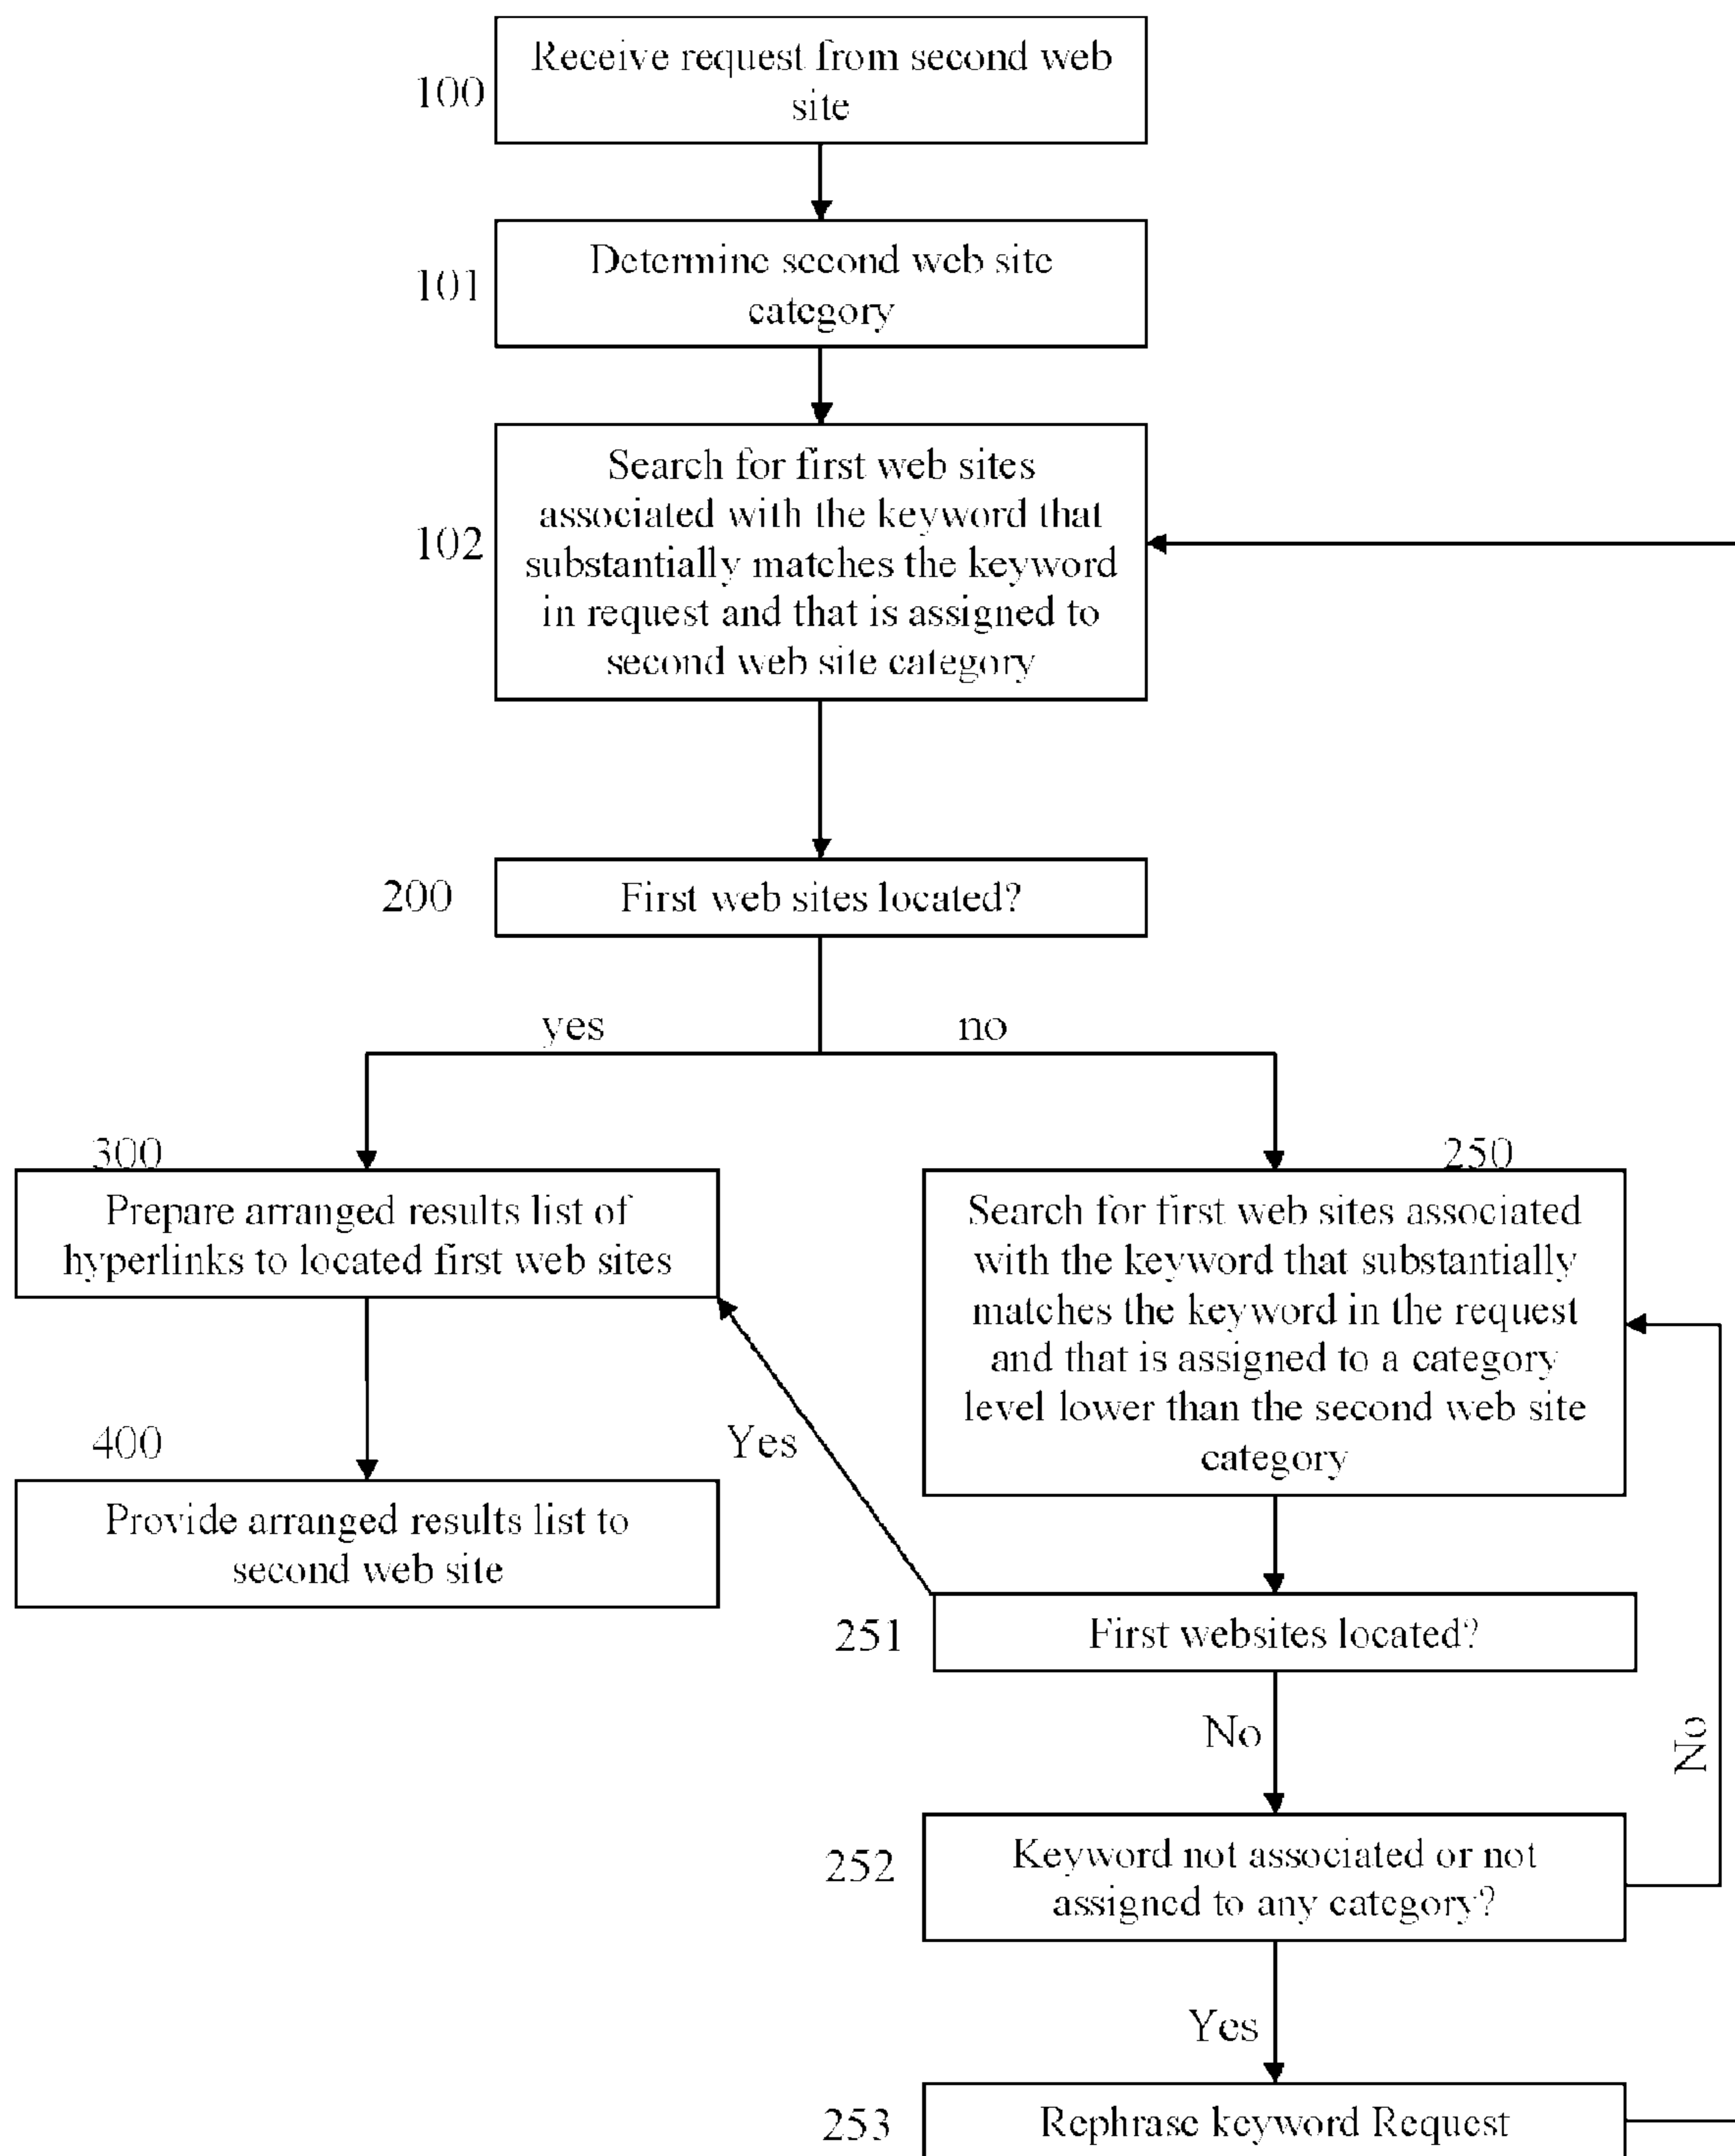 Receive request from second web
site
100
Determine second web site
category
101
Search for first web sites
associated with the keyword that
substantially matches the keyword
in request and that is assigned to
second web site category
102
200
First web sites located?
yes
no
300
Prepare arranged results list of
hyperlinks to located first web sites
250
Search for first web sites associated
with the keyword that substantially
matches the keyword in the request
and that is assigned to a category
level lower than the second web site
category
Yes
400
Provide arranged results list to
second web site
251
First websites located?
No
No
252
Keyword not associated or not
assigned to any category?
Yes
253
Rephrase keyword Request